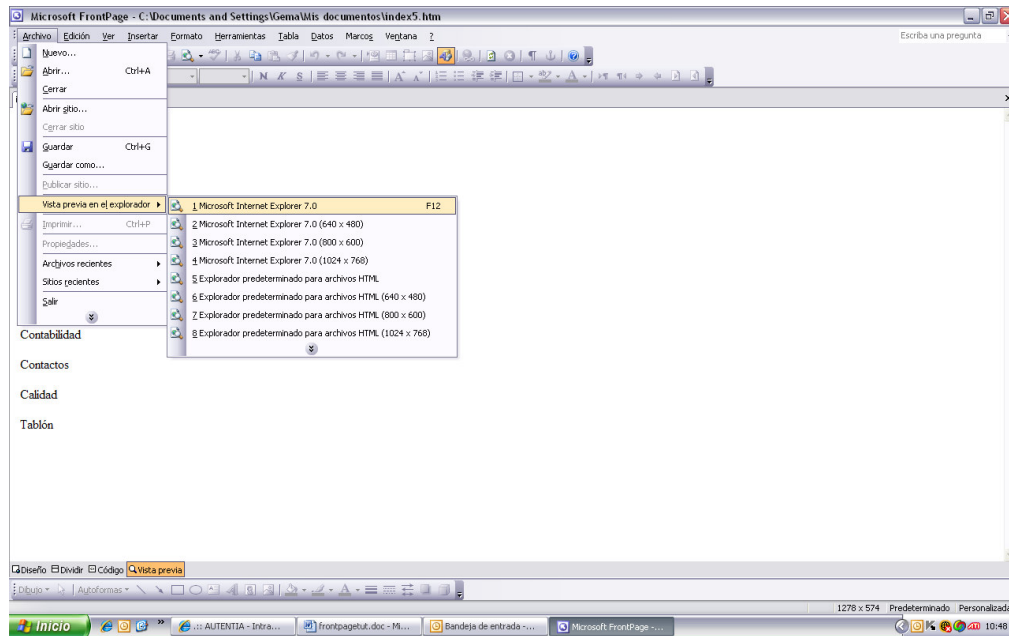 Microsoft FrontPage - C:\Documents and Settings\Gema\Mis documentos\index5.htm
Archivo Edición Ver Insertar Formato Herramientas Tabla Datos Marcos Ventana ?
Escriba una pregunta
Nuevo...
Abrir... Ctrl+A
Cerrar
Abrir sitio...
Cerrar sitio
Guardar Ctrl+G
Guardar como...
Publicar sitio...
Vista previa en el explorador
Imprimir... Ctrl+P
Propiedades...
Archivos recientes
Sitios recientes
Salir
1 Microsoft Internet Explorer 7.0 F12
2 Microsoft Internet Explorer 7.0 (640 x 480)
3 Microsoft Internet Explorer 7.0 (800 x 600)
4 Microsoft Internet Explorer 7.0 (1024 x 768)
5 Explorador predeterminado para archivos HTML
6 Explorador predeterminado para archivos HTML (640 x 480)
7 Explorador predeterminado para archivos HTML (800 x 600)
8 Explorador predeterminado para archivos HTML (1024 x 768)
N K S
Contabilidad
Contactos
Calidad
Tablón
Diseño Dividir Código Vista previa
Dibujo Autoformas
1278 x 574 Predeterminado Personalizada
Inicio .:: AUTENTIA - Intra... frontpagetut.doc - Mi... Bandeja de entrada -... Microsoft FrontPage -... 10:48